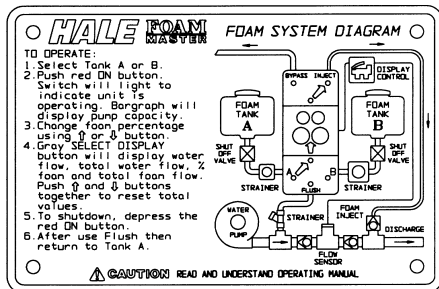 HALE FOAM MASTER
FOAM SYSTEM DIAGRAM
TO OPERATE:
1. Select Tank A or B.
2. Push red ON button.
Switch will light to
indicate unit is
operating. Bargraph will
display pump capacity.
3. Change foam percentage
using ⇧ or ⇩ button.
4. Gray SELECT DISPLAY
button will display water
flow, total water flow, %
foam and total foam flow.
Push ⇧ and ⇩ buttons
together to reset total
values.
5. To shutdown, depress the
red ON button.
6. After use Flush then
return to Tank A.
BYPASS INJECT
DISPLAY
CONTROL
FOAM
TANK
A
FOAM
TANK
B
SHUT
OFF
VALVE
SHUT
OFF
VALVE
STRAINER
A
B
FLUSH
STRAINER
WATER
PUMP
STRAINER
FOAM
INJECT
DISCHARGE
FLOW
SENSOR
CAUTION READ AND UNDERSTAND OPERATING MANUAL